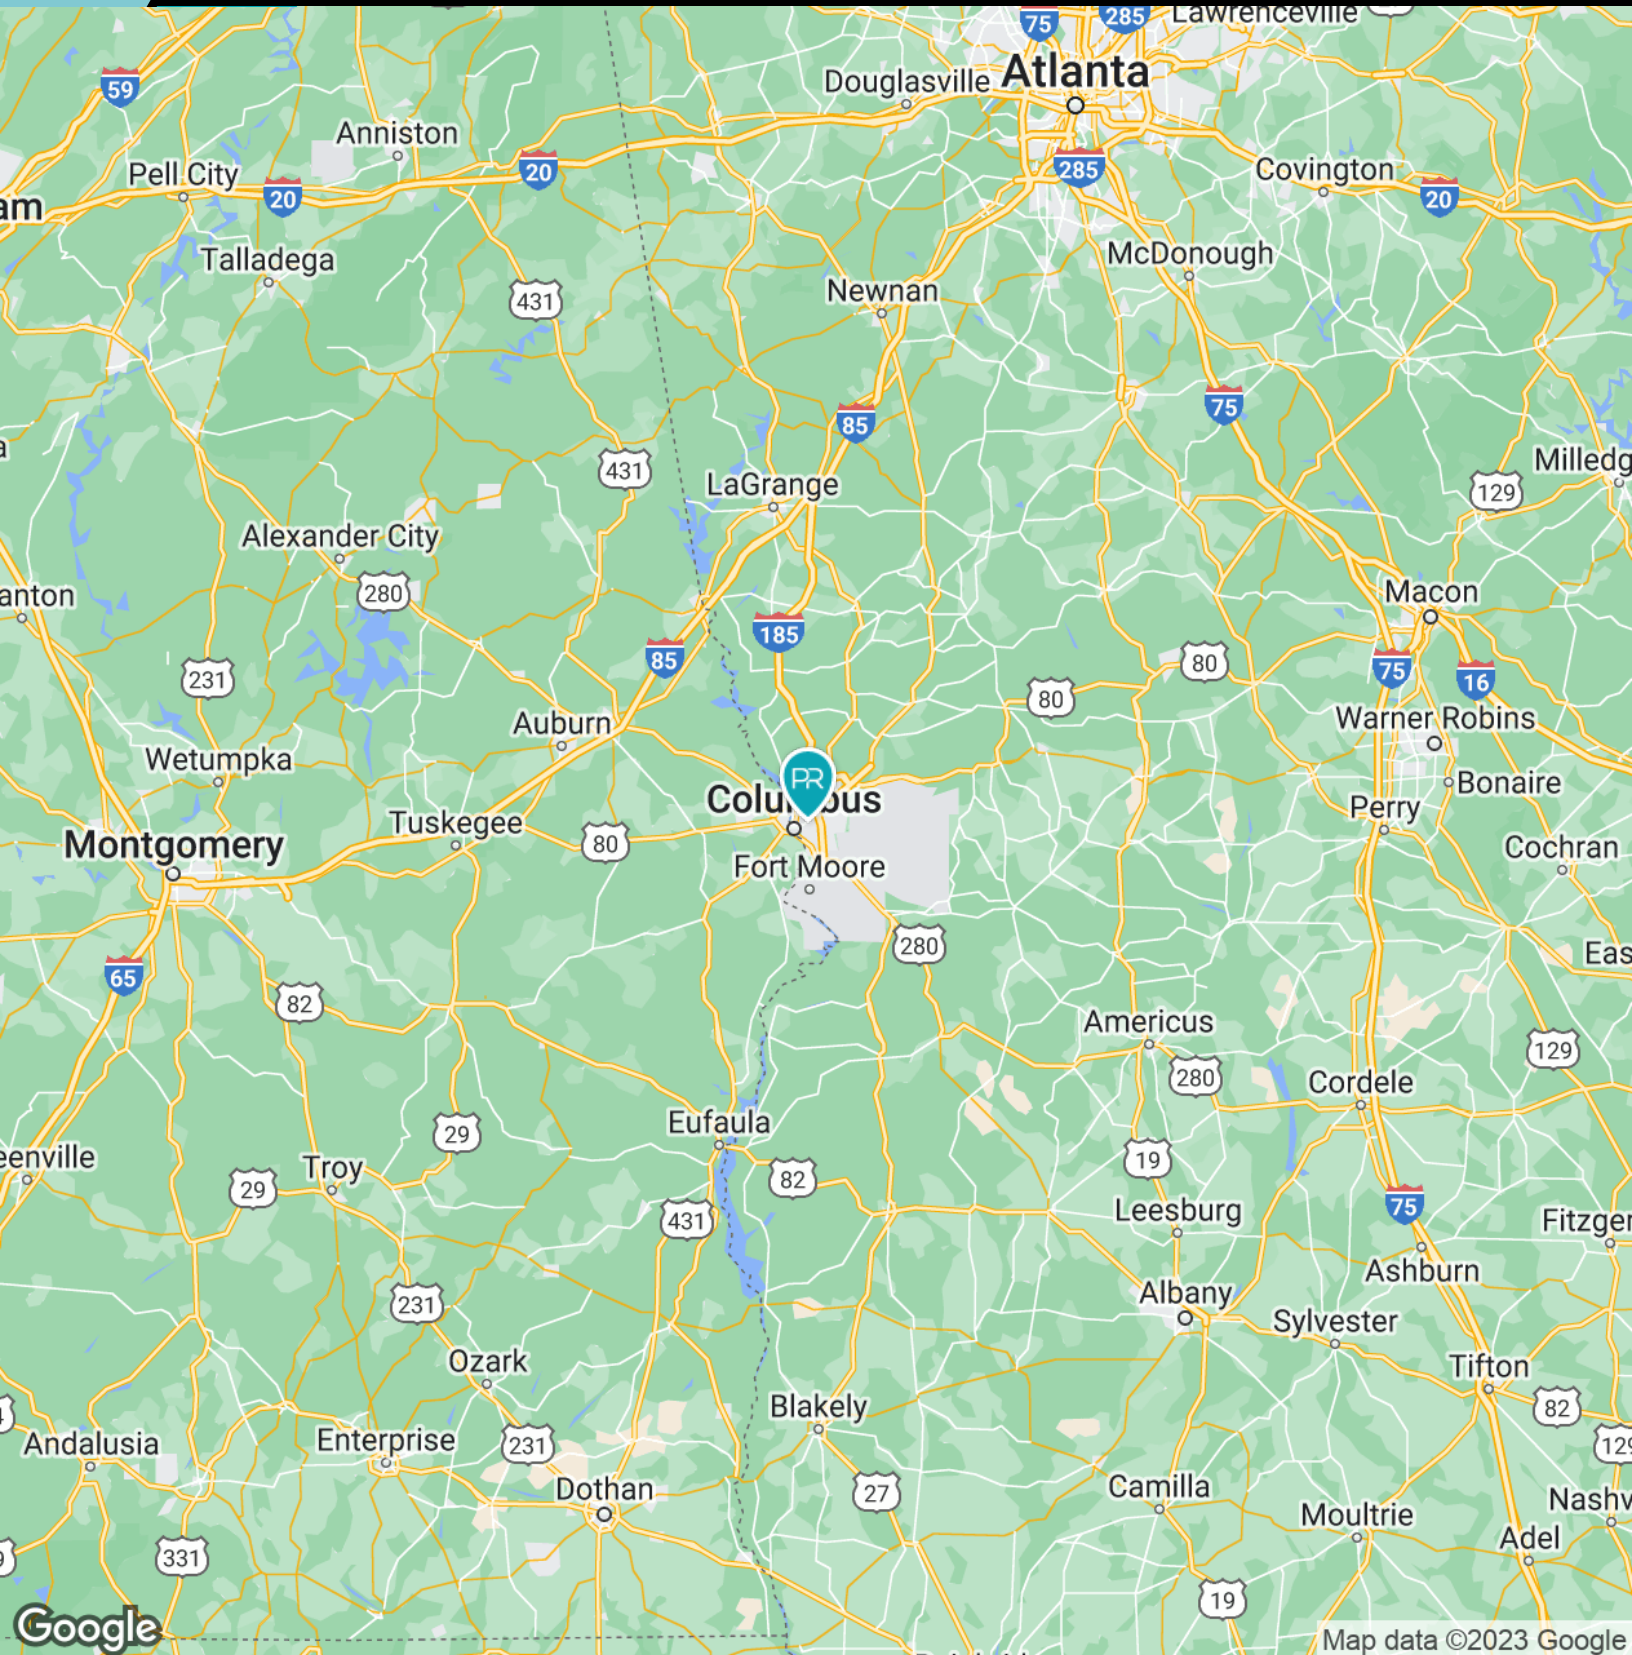 75
285
Lawrenceville
59
Atlanta
Douglasville
Anniston
20
285
Covington
Pell City
20
20
am
McDonough
Talladega
Newnan
431
75
85
431
Milledg
LaGrange
129
Alexander City
280
anton
Macon
185
85
80
75
16
231
80
Auburn
Warner Robins
Wetumpka
PR
Bonaire
Columbus
Perry
Tuskegee
80
Montgomery
Cochran
Fort Moore
280
Eas
65
82
Americus
129
280
Cordele
Eufaula
29
eenville
Troy
19
82
29
75
Leesburg
431
Fitzger
Ashburn
Albany
231
Sylvester
Ozark
Tifton
Blakely
82
Andalusia
Enterprise
231
129
Dothan
27
Camilla
Nashv
Moultrie
Adel
331
19
Google
Map data ©2023 Google